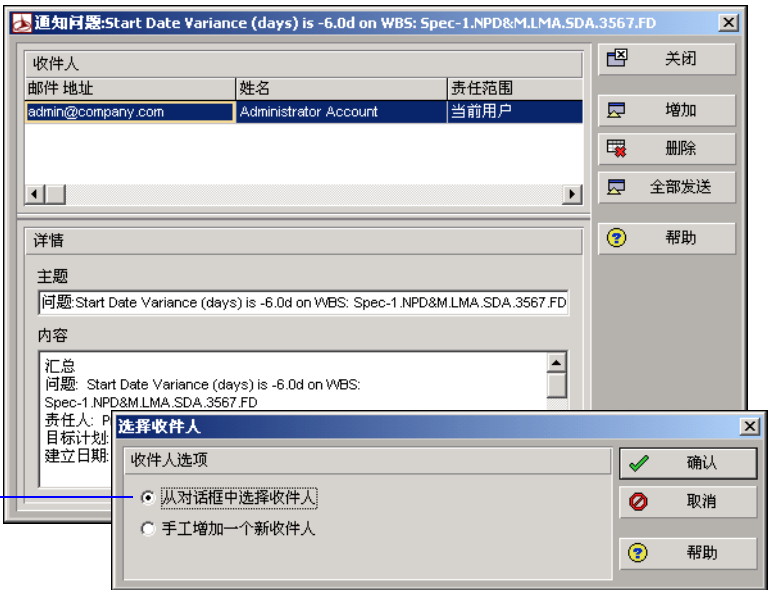 通知问题:Start Date Variance (days) is -6.0d on WBS: Spec-1.NPD&M.LMA.SDA.3567.FD
收件人
邮件 地址 姓名 责任范围
admin@company.com Administrator Account 当前用户
关闭
增加
删除
全部发送
帮助
详情
主题
问题:Start Date Variance (days) is -6.0d on WBS: Spec-1.NPD&M.LMA.SDA.3567.FD
内容
汇总
问题: Start Date Variance (days) is -6.0d on WBS:
Spec-1.NPD&M.LMA.SDA.3567.FD
责任人: P
目标计划:
建立日期:
选择收件人
收件人选项
从对话框中选择收件人
手工增加一个新收件人
确认
取消
帮助